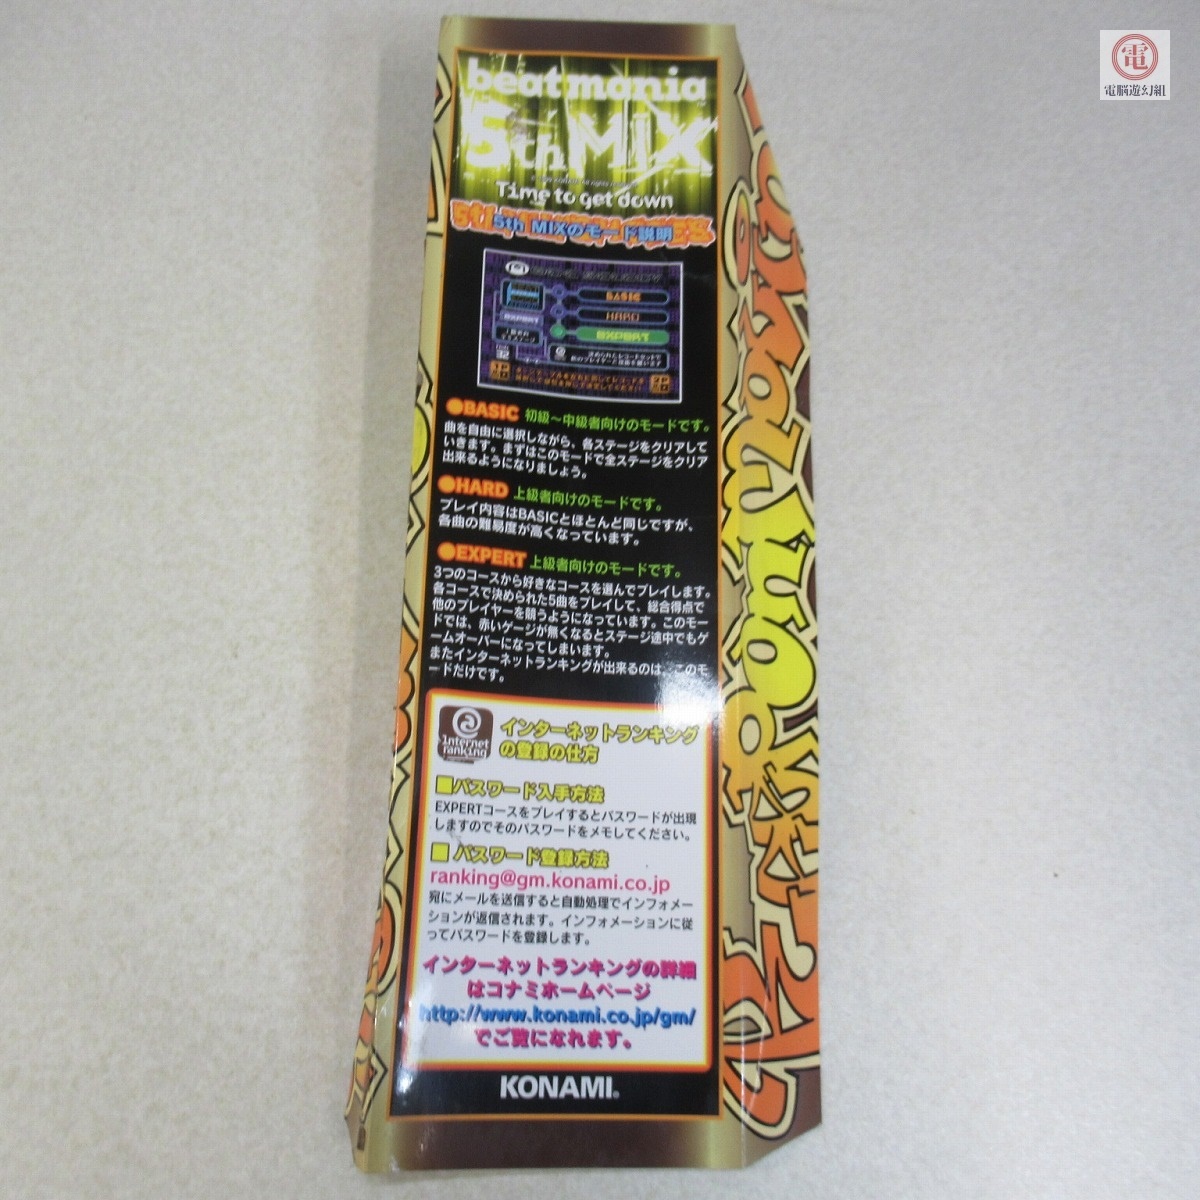 電
電脳遊幻組
beatmania
5th MIX
Time to get down
5th MIXのモード説明
BASIC
HARD
EXPERT
EXPERT
●BASIC 初級〜中級者向けのモードです。
曲を自由に選択しながら、各ステージをクリアして
いきます。まずはこのモードで全ステージをクリア
出来るようになりましょう。
●HARD 上級者向けのモードです。
プレイ内容はBASICとほとんど同じですが、
各曲の難易度が高くなっています。
●EXPERT 上級者向けのモードです。
3つのコースから好きなコースを選んでプレイします。
各コースで決められた5曲をプレイして、総合得点で
他のプレイヤーを競うようになっています。このモー
ドでは、赤いゲージが無くなるとステージ途中でもゲ
ームオーバーになってしまいます。
またインターネットランキングが出来るのは、このモ
ードだけです。
internet
ranking
インターネットランキング
の登録の仕方
■パスワード入手方法
EXPERTコースをプレイするとパスワードが出現
しますのでそのパスワードをメモしてください。
■パスワード登録方法
ranking@gm.konami.co.jp
宛にメールを送信すると自動処理でインフォメー
ションが返信されます。インフォメーションに従
ってパスワードを登録します。
インターネットランキングの詳細
はコナミホームページ
http://www.konami.co.jp/gm/
でご覧になれます。
KONAMI